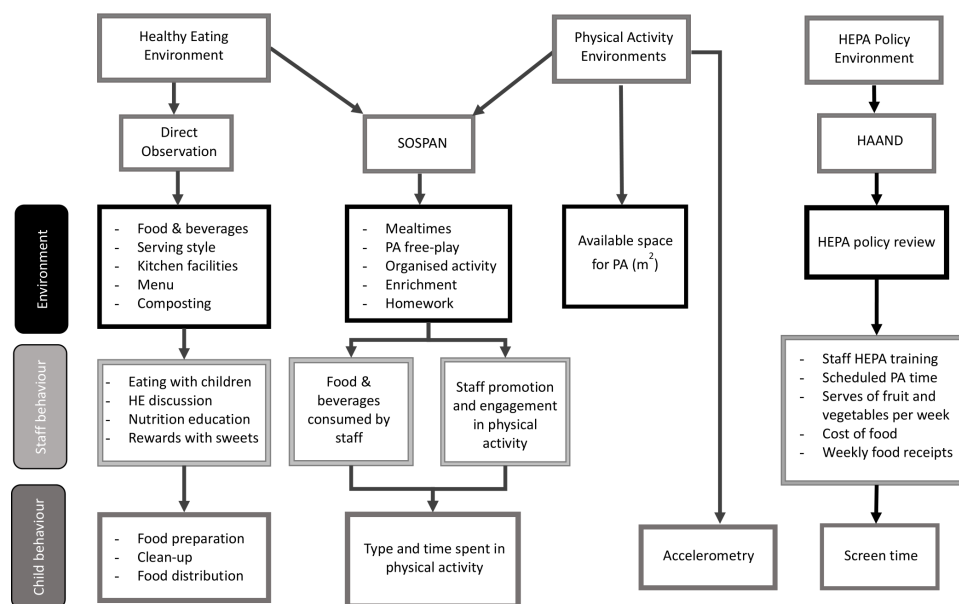 Healthy Eating
Environment
Physical Activity
Environments
HEPA Policy
Environment
Direct
Observation
SOSPAN
HAAND
Environment
- Food & beverages
- Serving style
- Kitchen facilities
- Menu
- Composting
- Mealtimes
- PA free-play
- Organised activity
- Enrichment
- Homework
Available space
for PA (m²)
HEPA policy review
Staff behaviour
- Eating with children
- HE discussion
- Nutrition education
- Rewards with sweets
Food &
beverages
consumed by
staff
Staff promotion
and engagement
in physical
activity
- Staff HEPA training
- Scheduled PA time
- Serves of fruit and
vegetables per week
- Cost of food
- Weekly food receipts
Child behaviour
- Food preparation
- Clean-up
- Food distribution
Type and time spent in
physical activity
Accelerometry
Screen time